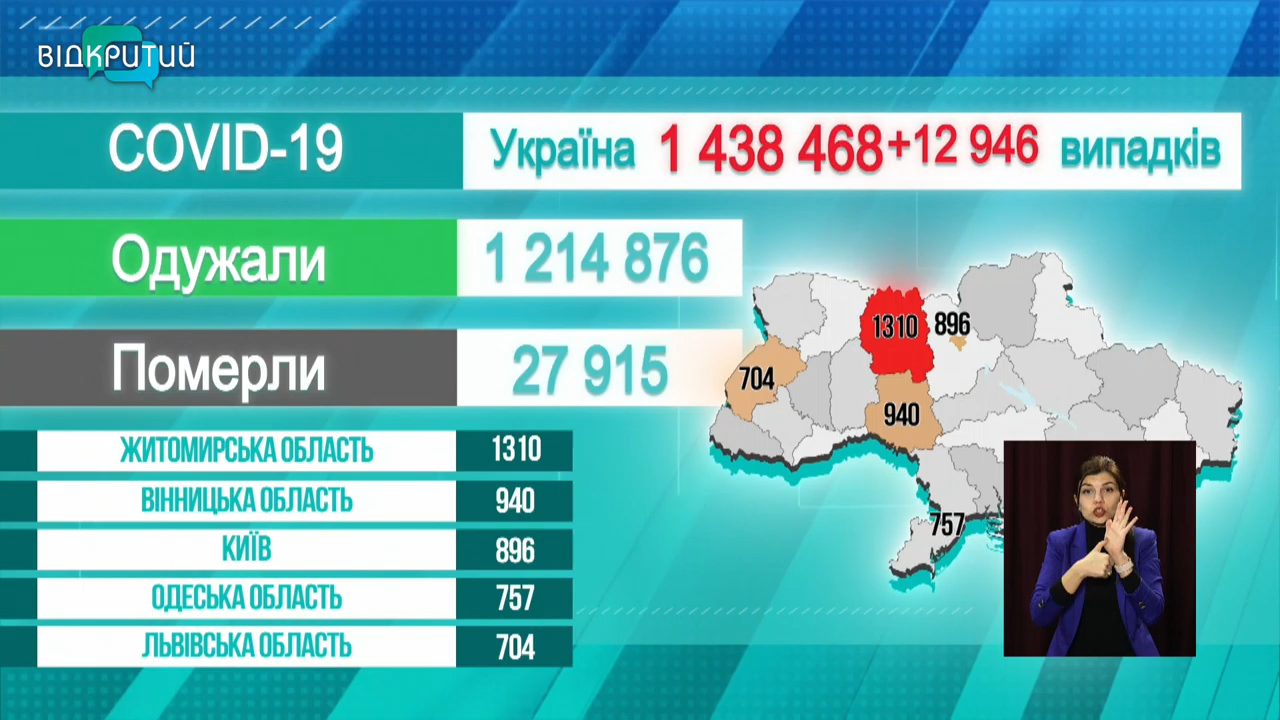 ВІДКРИТИЙ
COVID-19
Україна 1 438 468+12 946 випадків
Одужали 1 214 876
Померли 27 915
ЖИТОМИРСЬКА ОБЛАСТЬ 1310
ВІННИЦЬКА ОБЛАСТЬ 940
КИЇВ 896
ОДЕСЬКА ОБЛАСТЬ 757
ЛЬВІВСЬКА ОБЛАСТЬ 704
1310
896
704
940
757